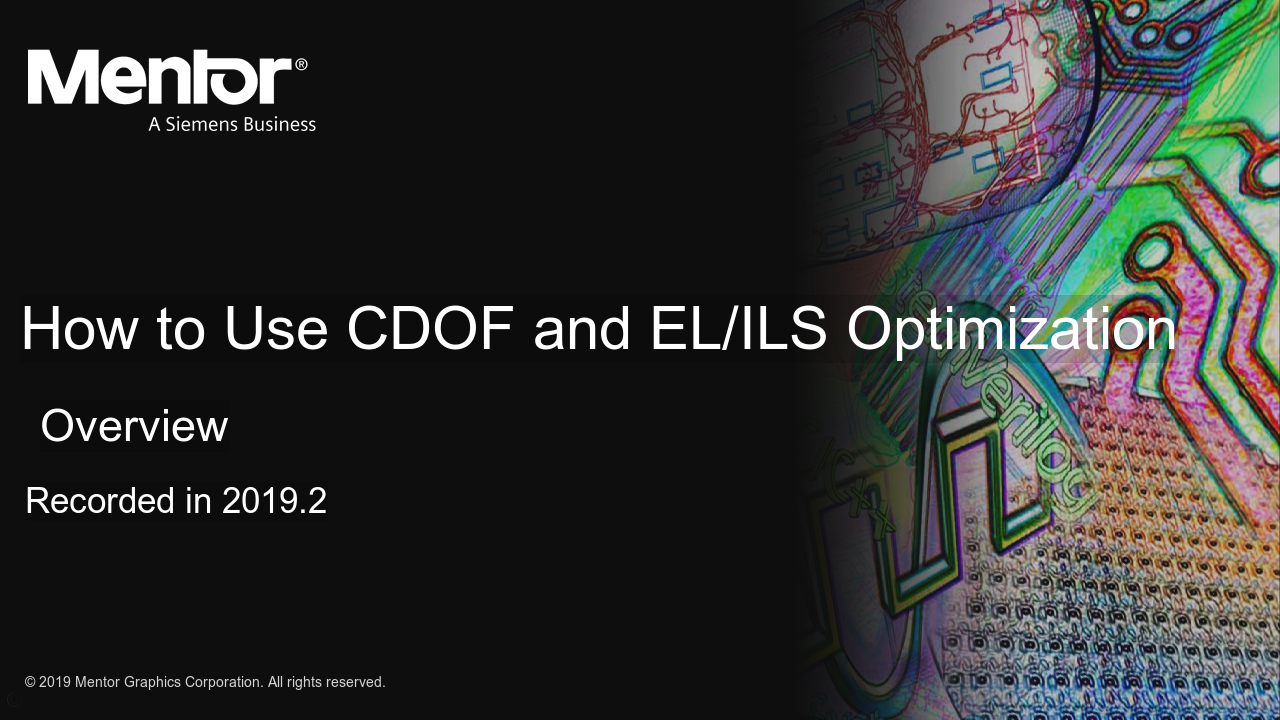 Mentor®
A Siemens Business
How to Use CDOF and EL/ILS Optimization
Overview
Recorded in 2019.2
© 2019 Mentor Graphics Corporation. All rights reserved.